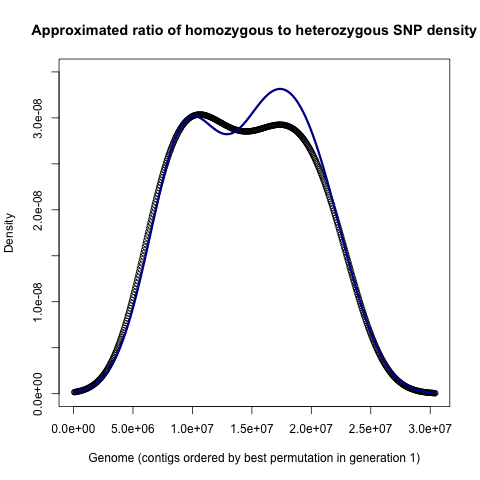 Approximated ratio of homozygous to heterozygous SNP density
Density
3.0e-08
2.0e-08
1.0e-08
0.0e+00
0.0e+00 5.0e+06 1.0e+07 1.5e+07 2.0e+07 2.5e+07 3.0e+07
Genome (contigs ordered by best permutation in generation 1)